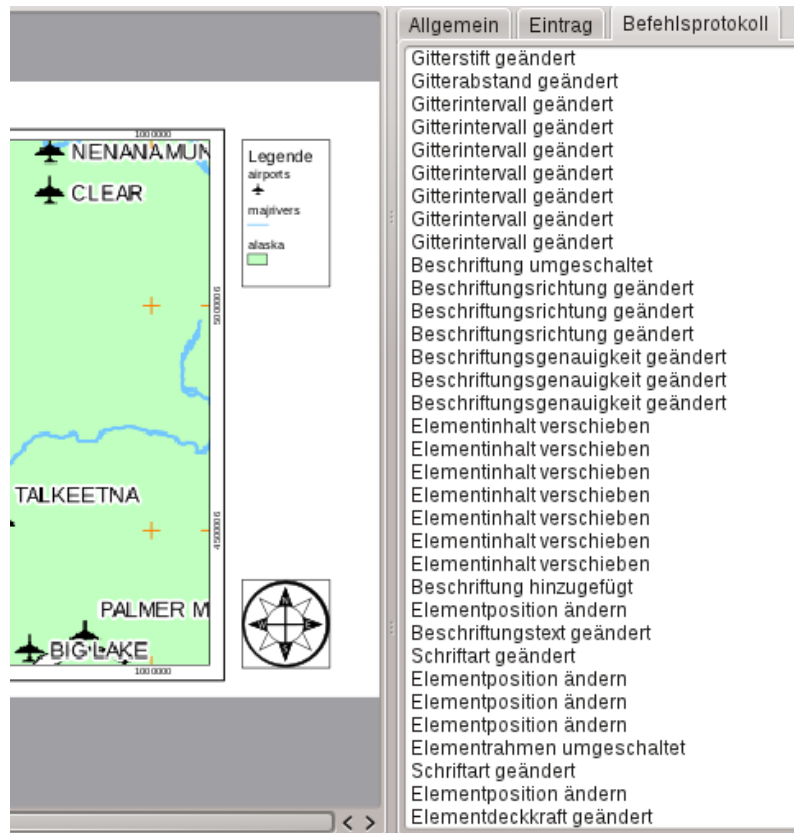 Allgemein Eintrag Befehlsprotokoll
1000000
NENANA MUN
CLEAR
Legende
airports
majrivers
alaska
TALKEETNA
PALMER M
BIG LAKE
1000000
Gitterstift geändert
Gitterabstand geändert
Gitterintervall geändert
Gitterintervall geändert
Gitterintervall geändert
Gitterintervall geändert
Gitterintervall geändert
Gitterintervall geändert
Gitterintervall geändert
Beschriftung umgeschaltet
Beschriftungsrichtung geändert
Beschriftungsrichtung geändert
Beschriftungsrichtung geändert
Beschriftungsgenauigkeit geändert
Beschriftungsgenauigkeit geändert
Beschriftungsgenauigkeit geändert
Elementinhalt verschieben
Elementinhalt verschieben
Elementinhalt verschieben
Elementinhalt verschieben
Elementinhalt verschieben
Elementinhalt verschieben
Elementinhalt verschieben
Beschriftung hinzugefügt
Elementposition ändern
Beschriftungstext geändert
Schriftart geändert
Elementposition ändern
Elementposition ändern
Elementposition ändern
Elementrahmen umgeschaltet
Schriftart geändert
Elementposition ändern
Elementdeckkraft geändert